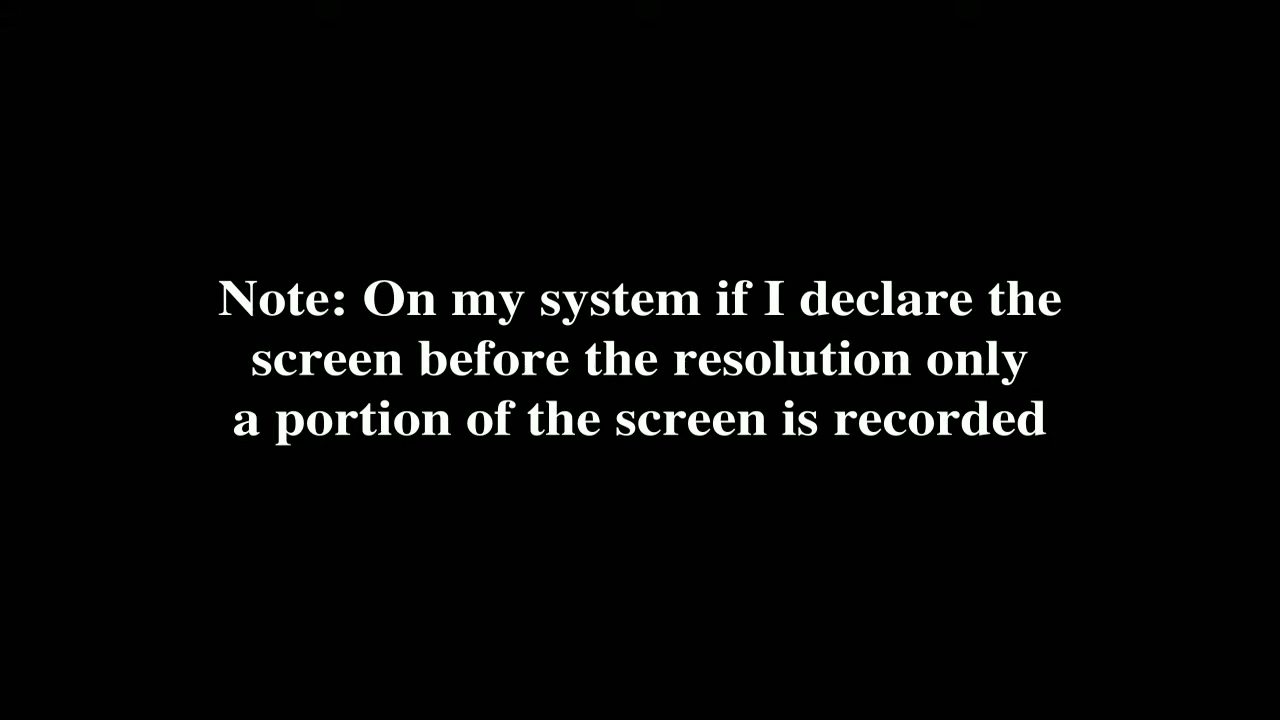 Note: On my system if I declare the
screen before the resolution only
a portion of the screen is recorded